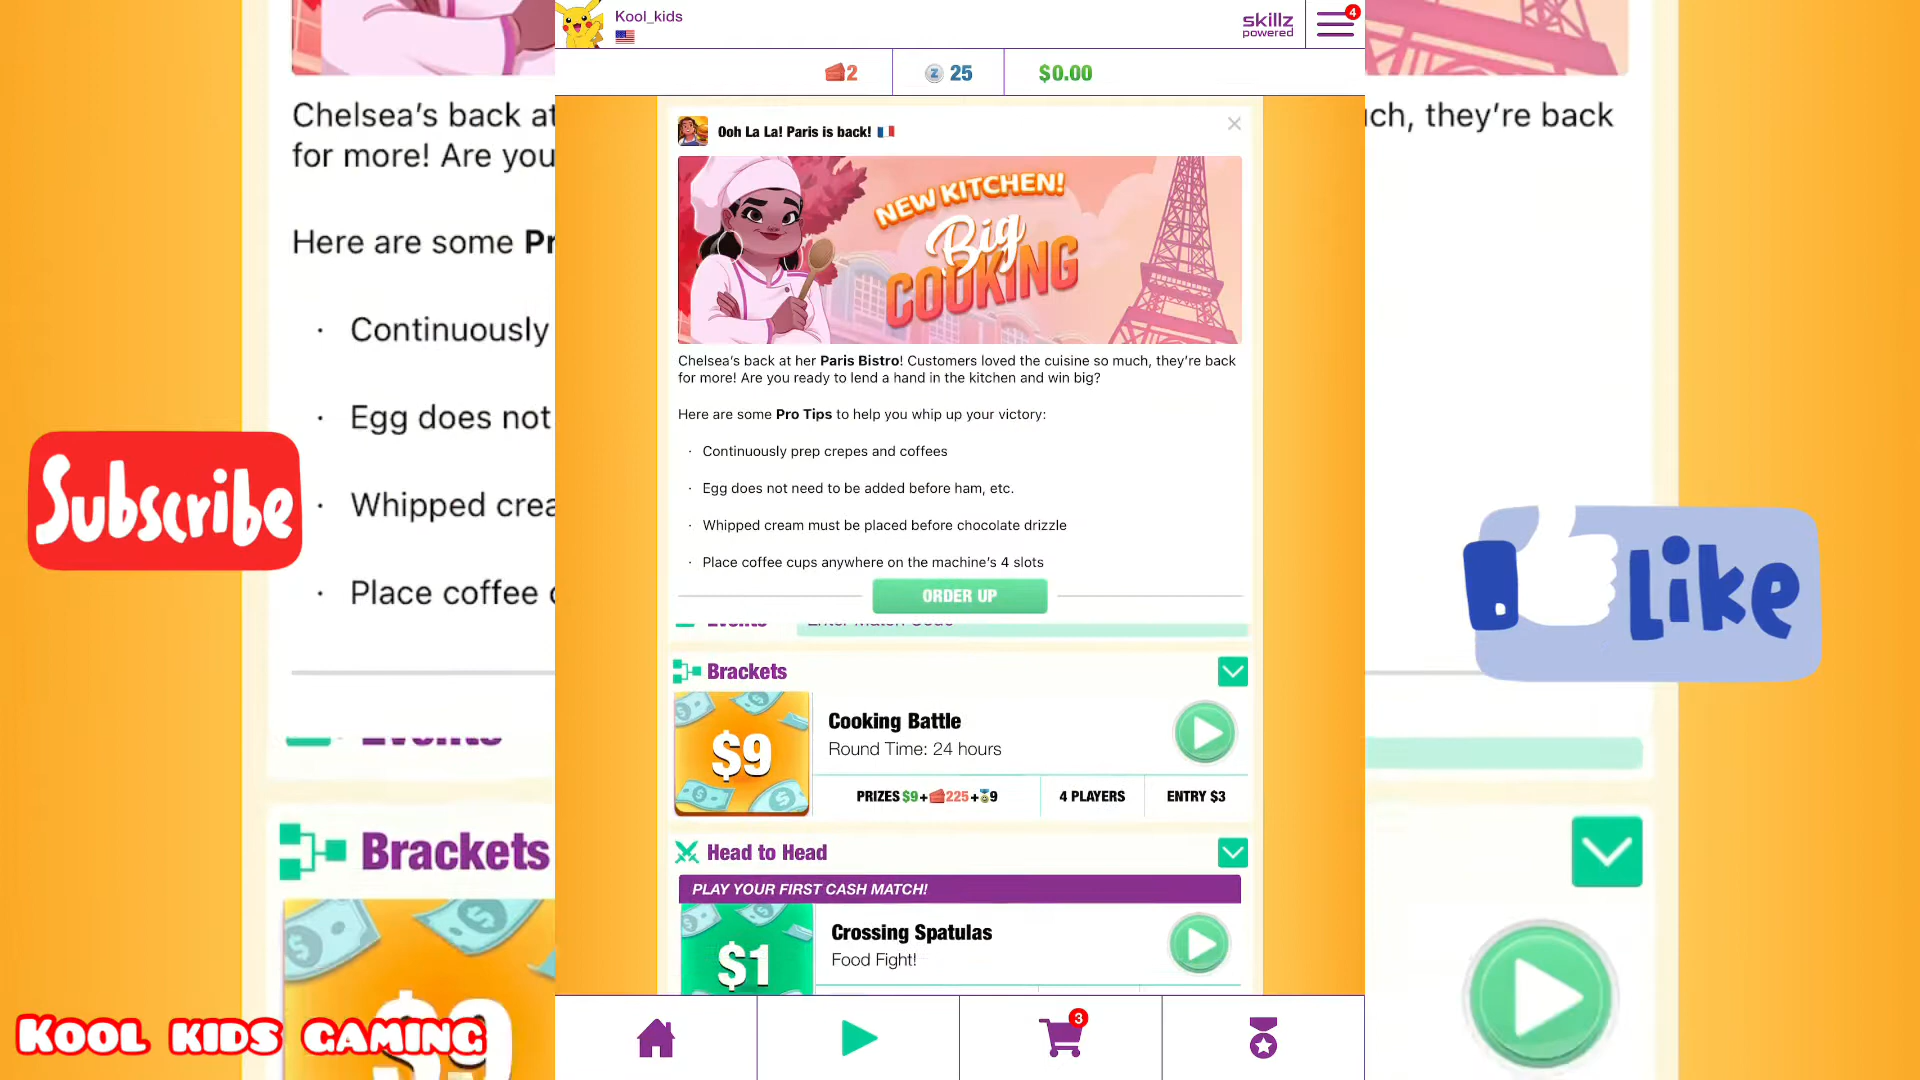 Kool_kids
skillz
powered
4
2
Z 25
$0.00
Ooh La La! Paris is back!
NEW KITCHEN!
Big
COOKING
Chelsea's back at her Paris Bistro! Customers loved the cuisine so much, they're back
for more! Are you ready to lend a hand in the kitchen and win big?
Here are some Pro Tips to help you whip up your victory:
· Continuously prep crepes and coffees
· Egg does not need to be added before ham, etc.
· Whipped cream must be placed before chocolate drizzle
· Place coffee cups anywhere on the machine's 4 slots
ORDER UP
Events
Enter Match Code
Brackets
$9
Cooking Battle
Round Time: 24 hours
PRIZES $9+225+9
4 PLAYERS
ENTRY $3
Head to Head
PLAY YOUR FIRST CASH MATCH!
$1
Crossing Spatulas
Food Fight!
3
Chelsea's back at
for more! Are you
Here are some Pr
· Continuously
· Egg does not
· Whipped crea
· Place coffee c
Events
Brackets
$9
uch, they're back
Subscribe
Like
KOOL KIDS GAMING